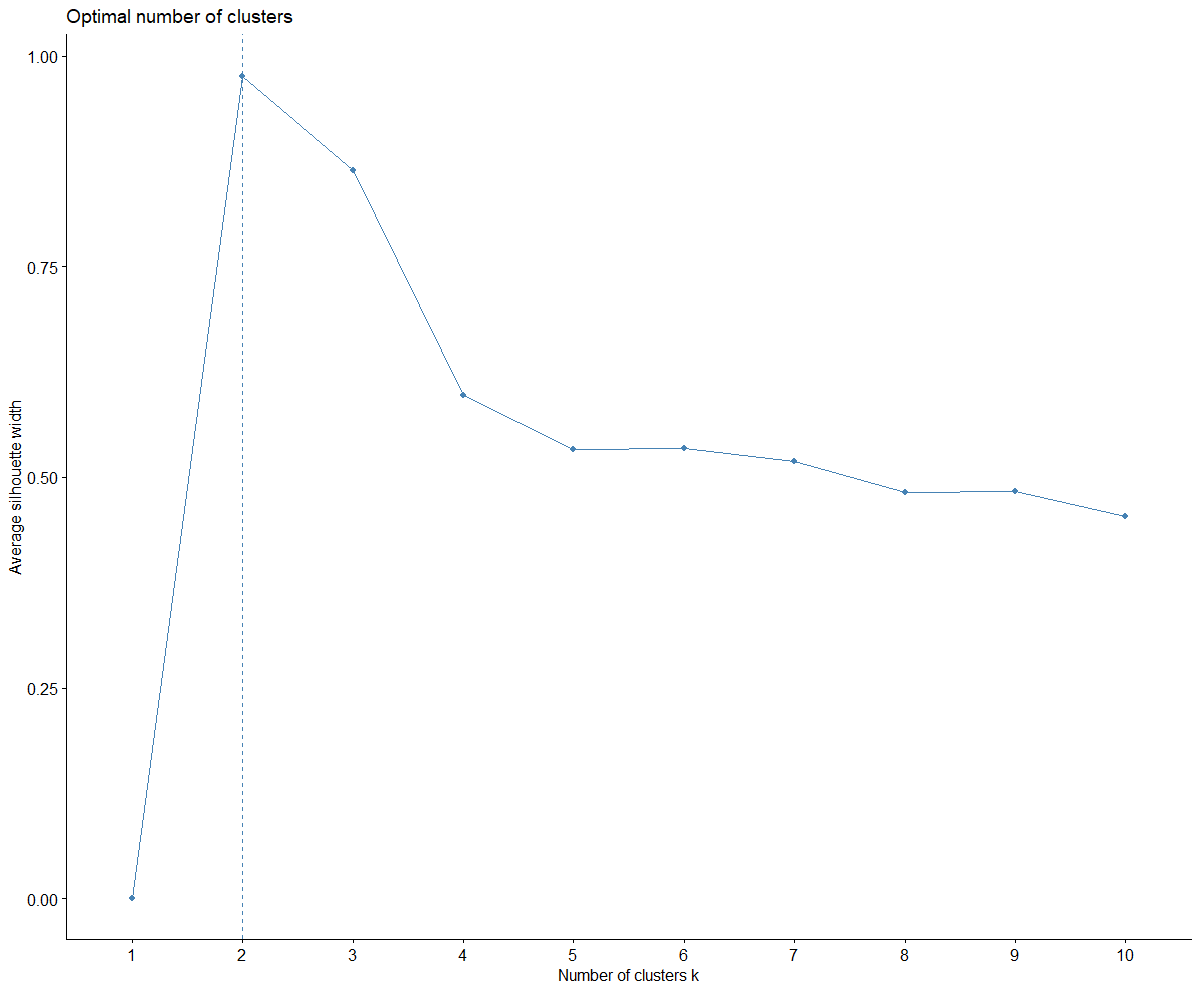 Optimal number of clusters
1.00
0.75
0.50
0.25
0.00
Average silhouette width
1 2 3 4 5 6 7 8 9 10
Number of clusters k